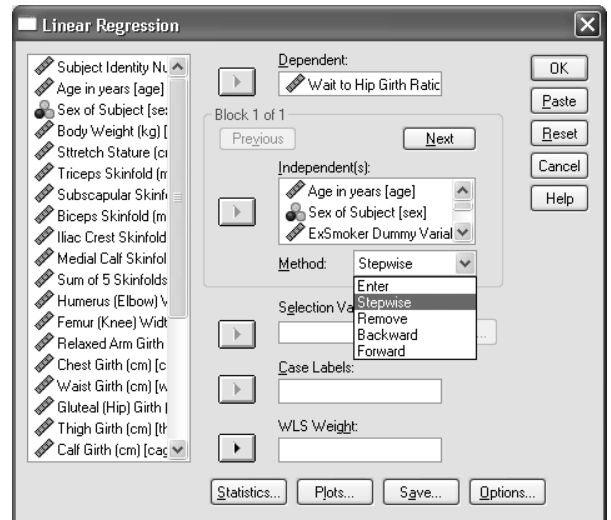 Linear Regression
Subject Identity Nu
Age in years [age]
Sex of Subject [se:
Body Weight (kg) [
Sttretch Stature (c
Triceps Skinfold (m
Subscapular Skinf
Biceps Skinfold (m
Iliac Crest Skinfold
Medial Calf Skinfol
Sum of 5 Skinfolds
Humerus (Elbow) W
Femur (Knee) Widt
Relaxed Arm Girth
Chest Girth (cm) [c
Waist Girth (cm) [w
Gluteal (Hip) Girth (
Thigh Girth (cm) [th
Calf Girth (cm) [cag
Dependent:
Wait to Hip Girth Ratic
Block 1 of 1
Previous
Next
Independent(s):
Age in years [age]
Sex of Subject [sex]
ExSmoker Dummy Varial
Method: Stepwise
Enter
Stepwise
Remove
Backward
Forward
Selection Va
...
Case Labels:
WLS Weight:
Statistics... Plots... Save... Options...
OK
Paste
Reset
Cancel
Help